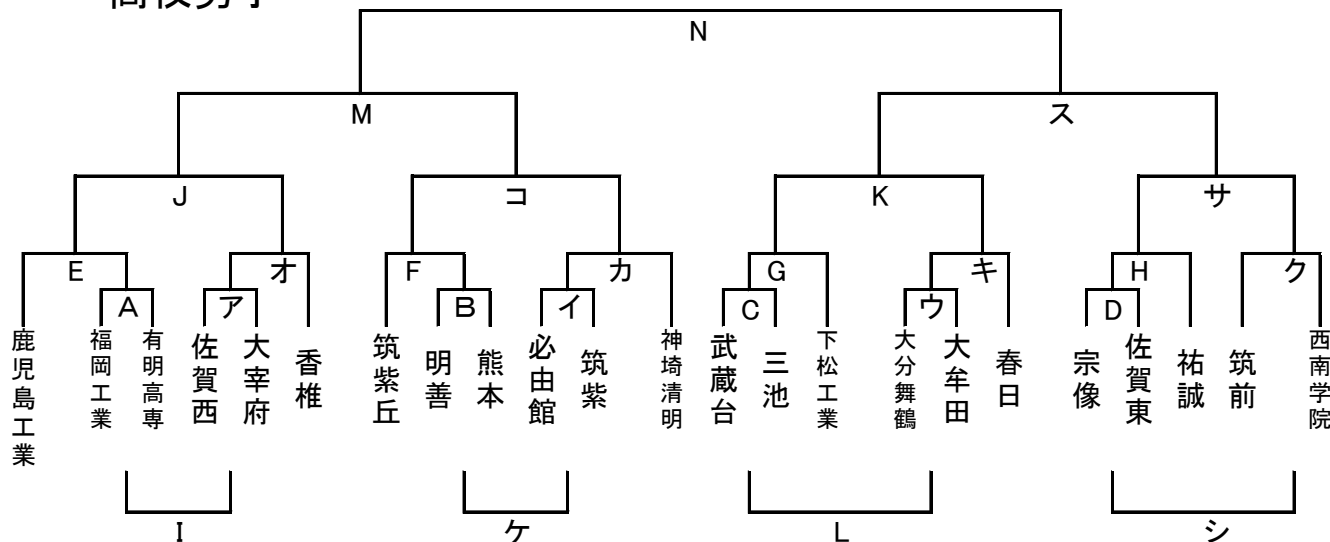 高校男子
N
M
ス
J
コ
K
サ
E
オ
F
カ
G
キ
H
ク
A
ア
B
イ
C
ウ
D
鹿児島工業
福岡工業
有明高専
佐賀西
大宰府
香椎
筑紫丘
明善
熊本
必由館
筑紫
神埼清明
武蔵台
三池
下松工業
大分舞鶴
大牟田
春日
宗像
佐賀東
祐誠
筑前
西南学院
I
ケ
L
シ